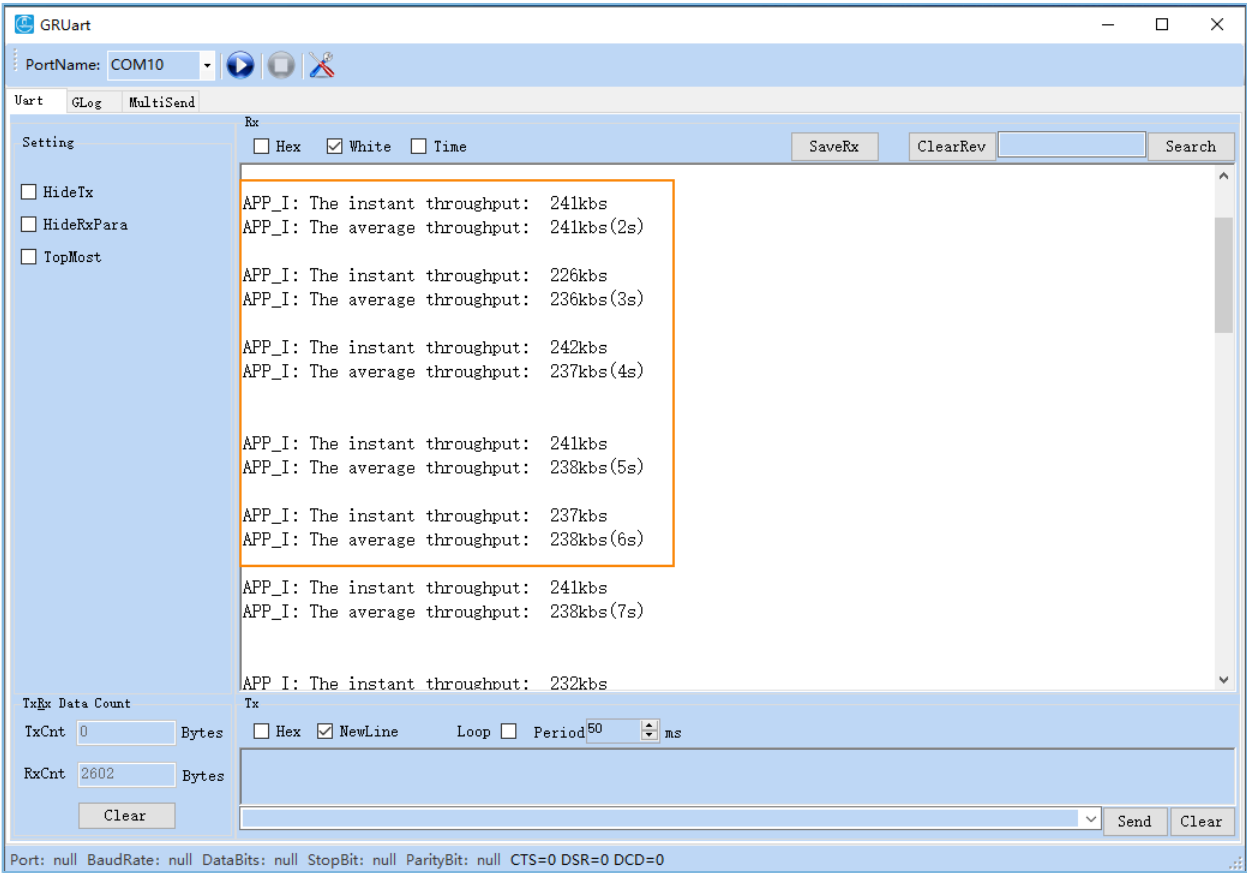 GRUart
PortName: COM10
Uart GLog MultiSend
Setting
HideTx
HideRxPara
TopMost
Rx
Hex White Time SaveRx ClearRev Search
APP_I: The instant throughput: 241kbs
APP_I: The average throughput: 241kbs(2s)
APP_I: The instant throughput: 226kbs
APP_I: The average throughput: 236kbs(3s)
APP_I: The instant throughput: 242kbs
APP_I: The average throughput: 237kbs(4s)
APP_I: The instant throughput: 241kbs
APP_I: The average throughput: 238kbs(5s)
APP_I: The instant throughput: 237kbs
APP_I: The average throughput: 238kbs(6s)
APP_I: The instant throughput: 241kbs
APP_I: The average throughput: 238kbs(7s)
APP_I: The instant throughput: 232kbs
TxRx Data Count
TxCnt 0 Bytes
RxCnt 2602 Bytes
Clear
Tx
Hex NewLine Loop Period 50 ms
Send Clear
Port: null BaudRate: null DataBits: null StopBit: null ParityBit: null CTS=0 DSR=0 DCD=0